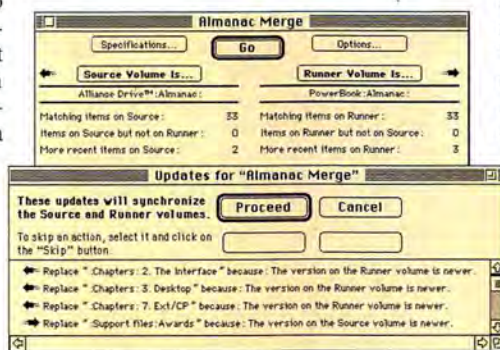 Almanac Merge
Specifications... Go Options...
Source Volume Is... Runner Volume Is...
Alliance Drive™:Almanac: PowerBook:Almanac:
Matching items on Source: 33 Matching items on Runner: 33
Items on Source but not on Runner: 0 Items on Runner but not on Source: 0
More recent items on Source: 2 More recent items on Runner: 3
Updates for "Almanac Merge"
These updates will synchronize
the Source and Runner volumes. Proceed Cancel
To skip an action, select it and click on
the "Skip" button
Replace ":Chapters: 2. The Interface" because: The version on the Runner volume is newer.
Replace ":Chapters: 3. Desktop" because: The version on the Runner volume is newer.
Replace ":Chapters: 7. Ext/CP" because: The version on the Runner volume is newer.
Replace ":Support files:Awards" because: The version on the Source volume is newer.